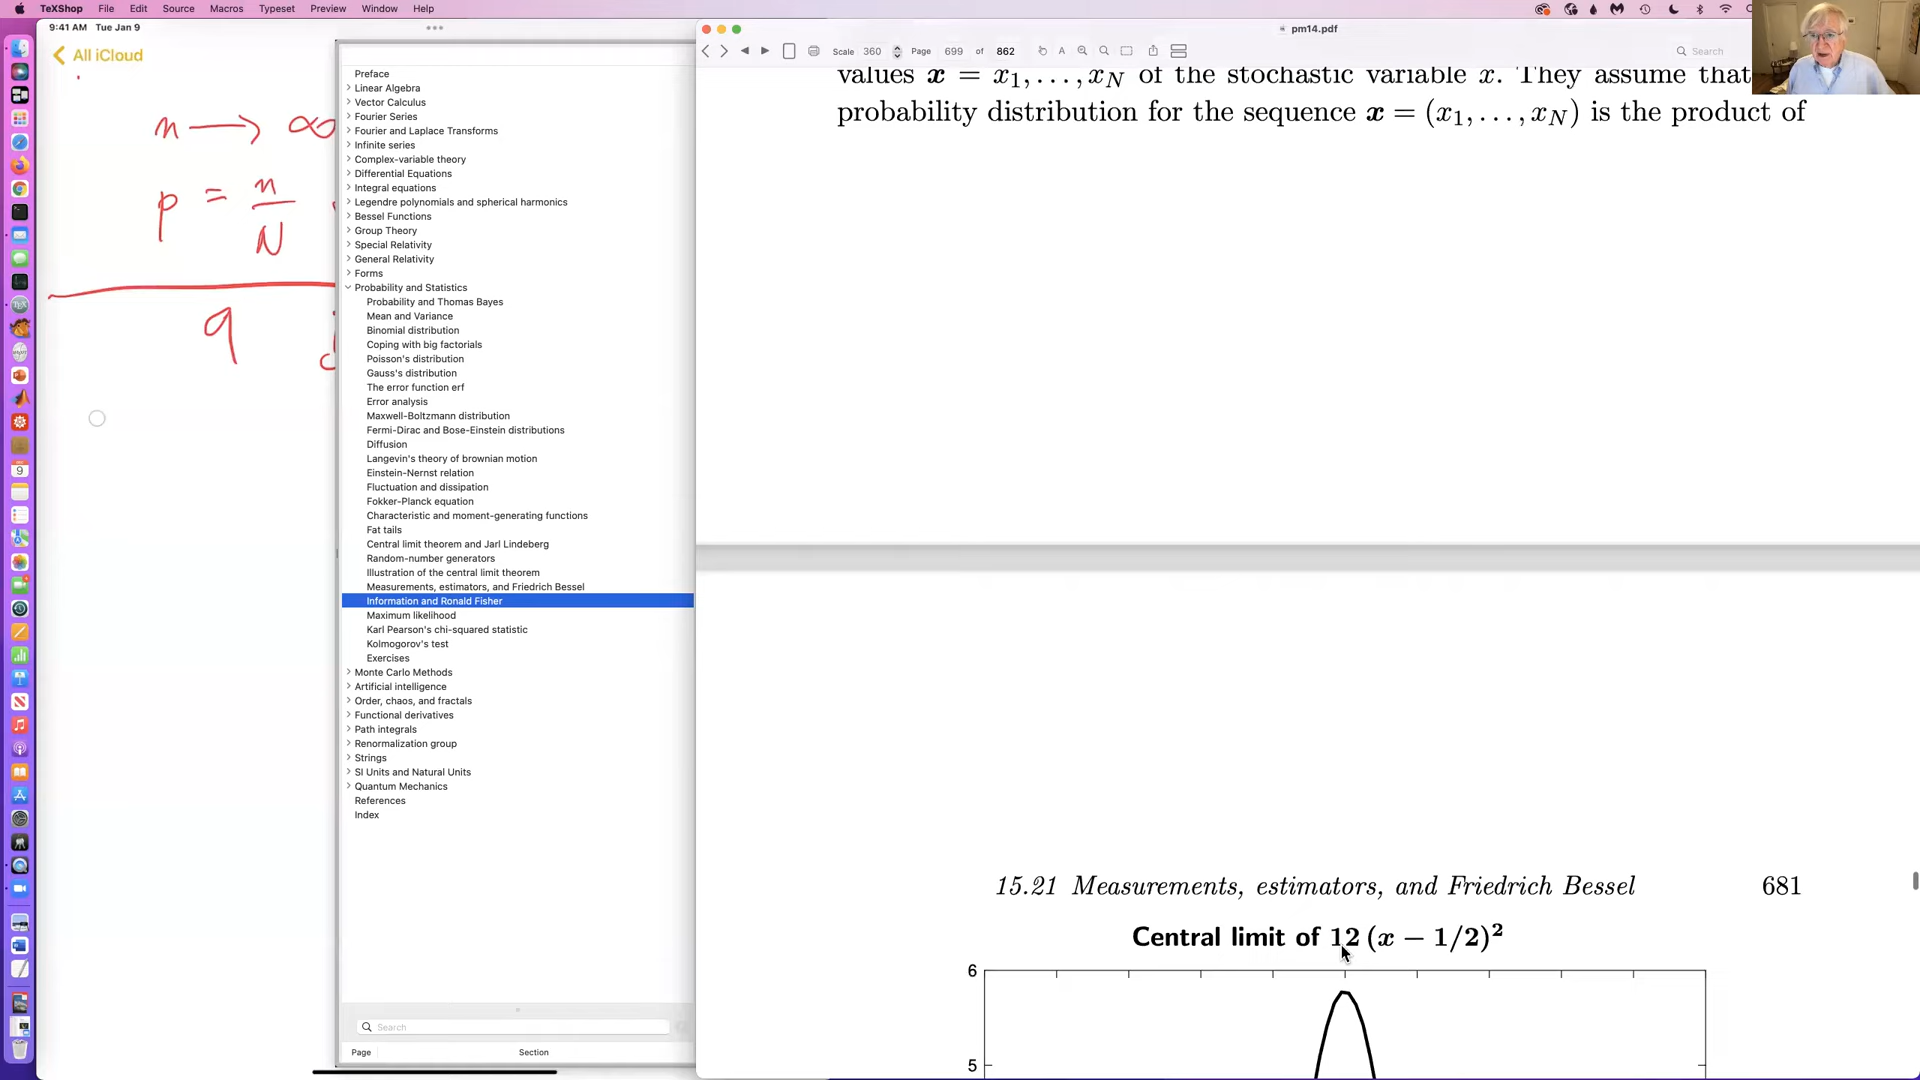 TeXShop File Edit Source Macros Typeset Preview Window Help
9:41 AM Tue Jan 9
All iCloud
n → ∞
p = n
N
9
Preface
Linear Algebra
Vector Calculus
Fourier Series
Fourier and Laplace Transforms
Infinite series
Complex-variable theory
Differential Equations
Integral equations
Legendre polynomials and spherical harmonics
Bessel Functions
Group Theory
Special Relativity
General Relativity
Forms
Probability and Statistics
Probability and Thomas Bayes
Mean and Variance
Binomial distribution
Coping with big factorials
Poisson's distribution
Gauss's distribution
The error function erf
Error analysis
Maxwell-Boltzmann distribution
Fermi-Dirac and Bose-Einstein distributions
Diffusion
Langevin's theory of brownian motion
Einstein-Nernst relation
Fluctuation and dissipation
Fokker-Planck equation
Characteristic and moment-generating functions
Fat tails
Central limit theorem and Jarl Lindeberg
Random-number generators
Illustration of the central limit theorem
Measurements, estimators, and Friedrich Bessel
Information and Ronald Fisher
Maximum likelihood
Karl Pearson's chi-squared statistic
Kolmogorov's test
Exercises
Monte Carlo Methods
Artificial intelligence
Order, chaos, and fractals
Functional derivatives
Path integrals
Renormalization group
Strings
SI Units and Natural Units
Quantum Mechanics
References
Index
Search
Page Section
pm14.pdf
Scale 360 Page 699 of 862 Search
values x = x₁, . . . , x_N of the stochastic variable x. They assume that
probability distribution for the sequence x = (x₁, . . . , x_N) is the product of
15.21 Measurements, estimators, and Friedrich Bessel 681
Central limit of 12 (x − 1/2)²
6
5